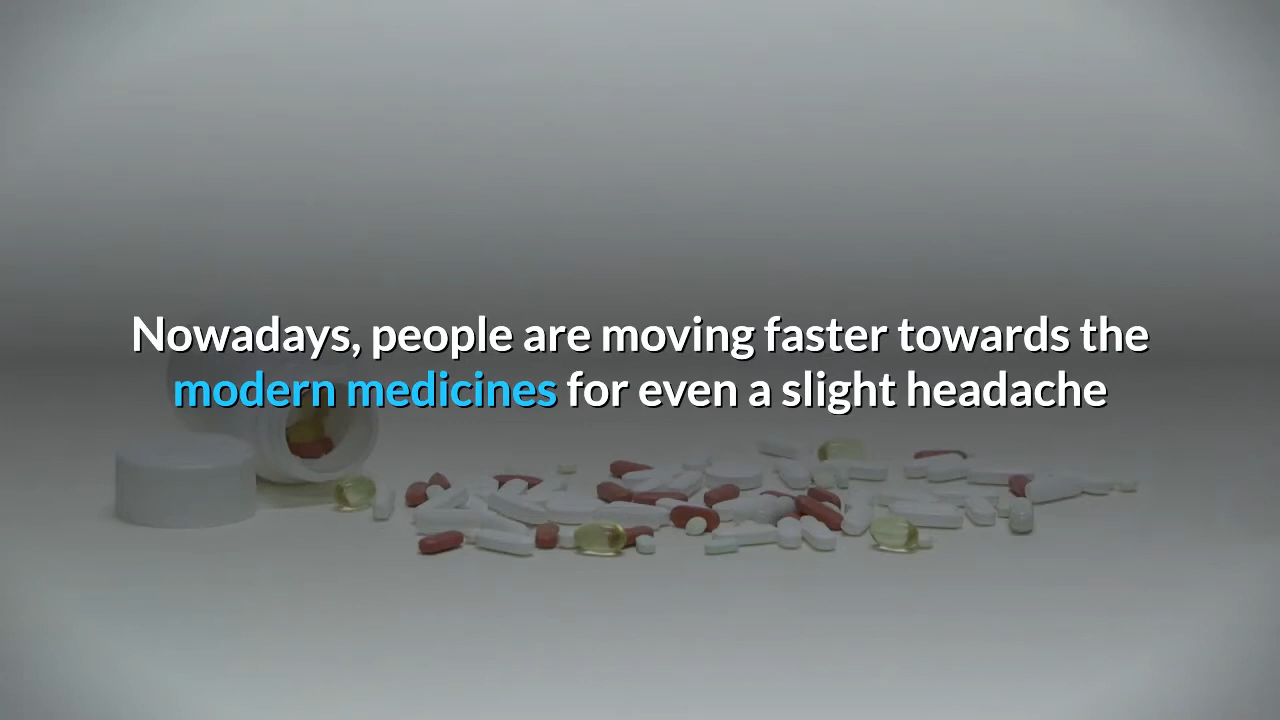 Nowadays, people are moving faster towards the
modern medicines for even a slight headache